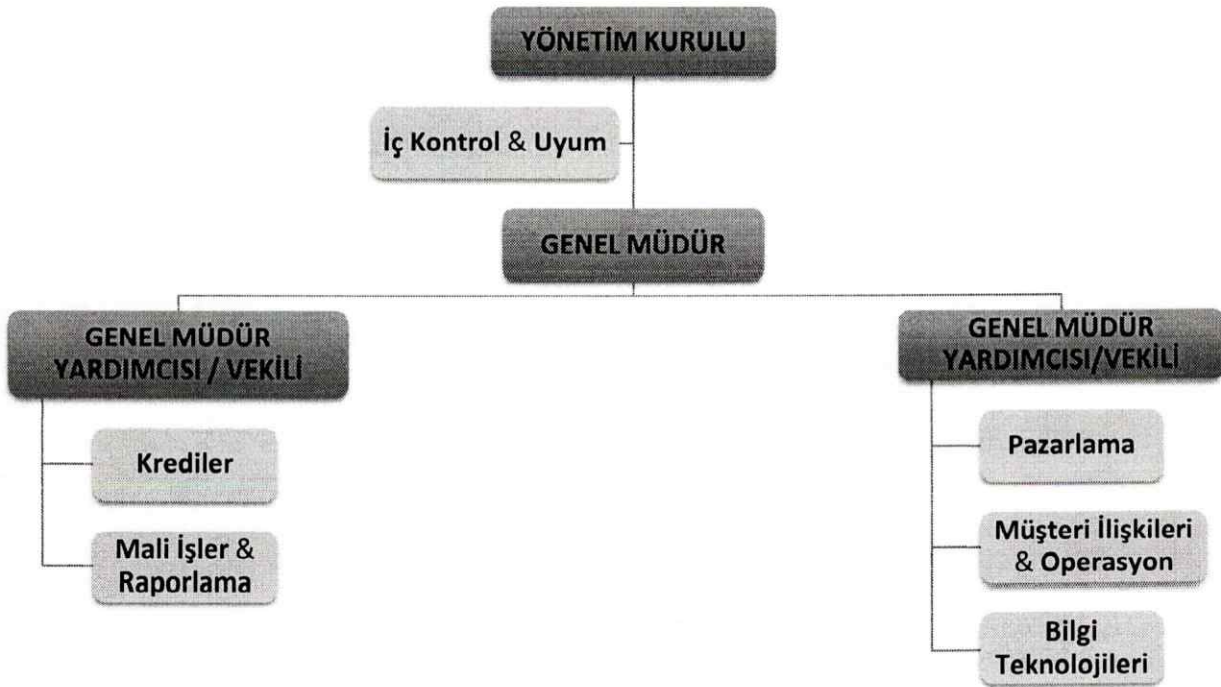 YÖNETİM KURULU
İç Kontrol & Uyum
GENEL MÜDÜR
GENEL MÜDÜR
YARDIMCISI / VEKİLİ
Krediler
Mali İşler &
Raporlama
GENEL MÜDÜR
YARDIMCISI/VEKİLİ
Pazarlama
Müşteri İlişkileri
& Operasyon
Bilgi
Teknolojileri